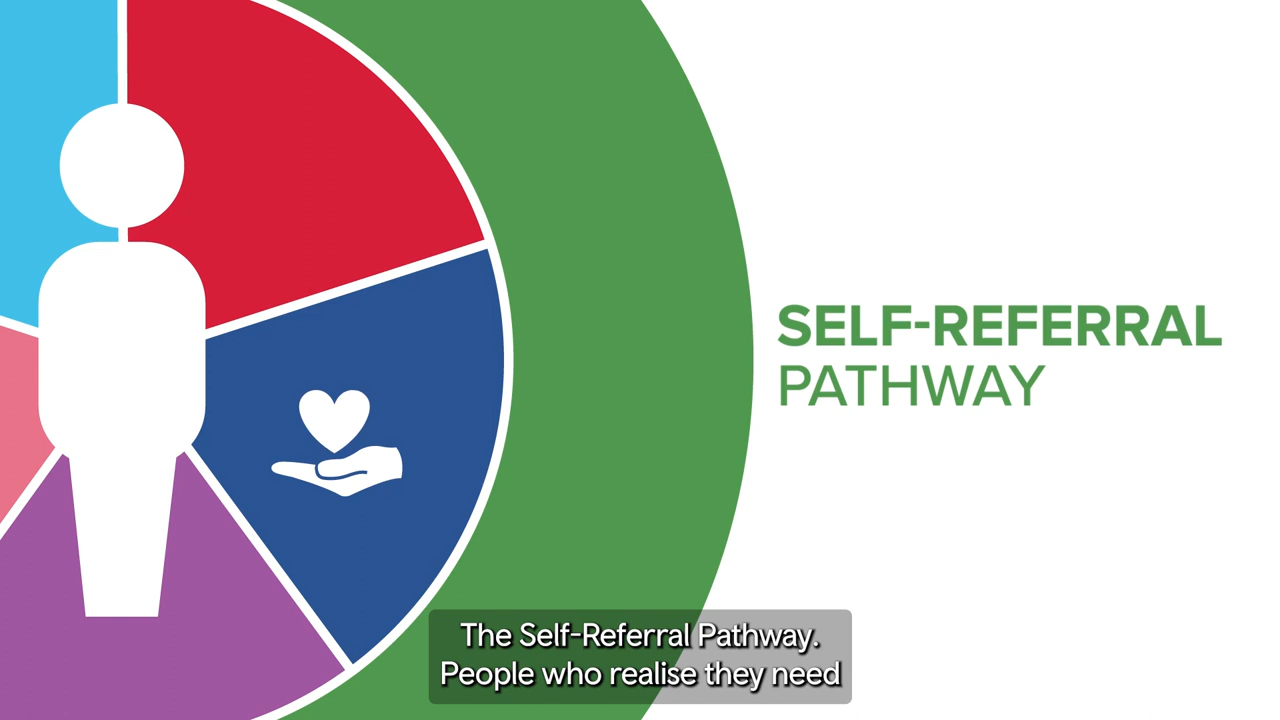 SELF-REFERRAL
PATHWAY
The Self-Referral Pathway.
People who realise they need